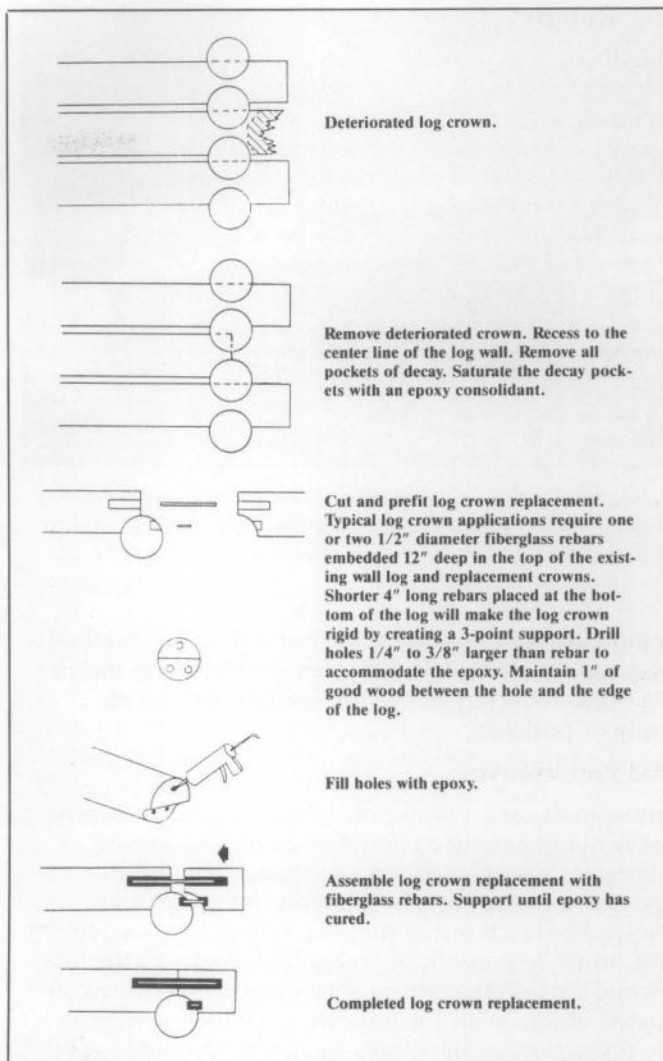 Deteriorated log crown.
Remove deteriorated crown. Recess to the
center line of the log wall. Remove all
pockets of decay. Saturate the decay pock-
ets with an epoxy consolidant.
Cut and prefit log crown replacement.
Typical log crown applications require one
or two 1/2" diameter fiberglass rebars
embedded 12" deep in the top of the exist-
ing wall log and replacement crowns.
Shorter 4" long rebars placed at the bot-
tom of the log will make the log crown
rigid by creating a 3-point support. Drill
holes 1/4" to 3/8" larger than rebar to
accommodate the epoxy. Maintain 1" of
good wood between the hole and the edge
of the log.
Fill holes with epoxy.
Assemble log crown replacement with
fiberglass rebars. Support until epoxy has
cured.
Completed log crown replacement.